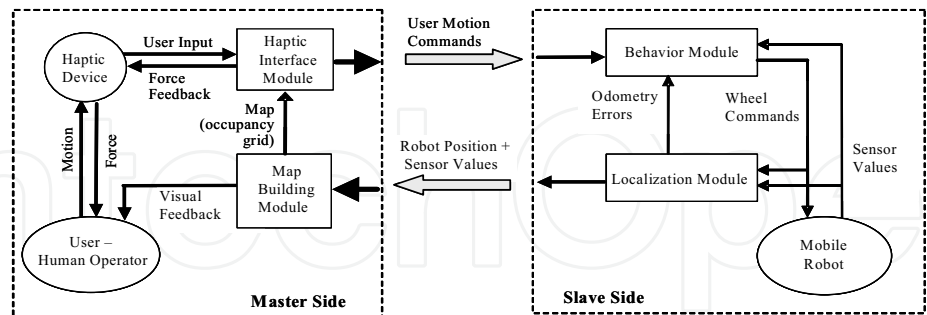 Haptic
Device
User Input
Force
Feedback
Haptic
Interface
Module
Motion
Force
Map
(occupancy
grid)
Visual
Feedback
Map
Building
Module
User –
Human Operator
Master Side
User Motion
Commands
Robot Position +
Sensor Values
Behavior Module
Odometry
Errors
Wheel
Commands
Sensor
Values
Localization Module
Mobile
Robot
Slave Side